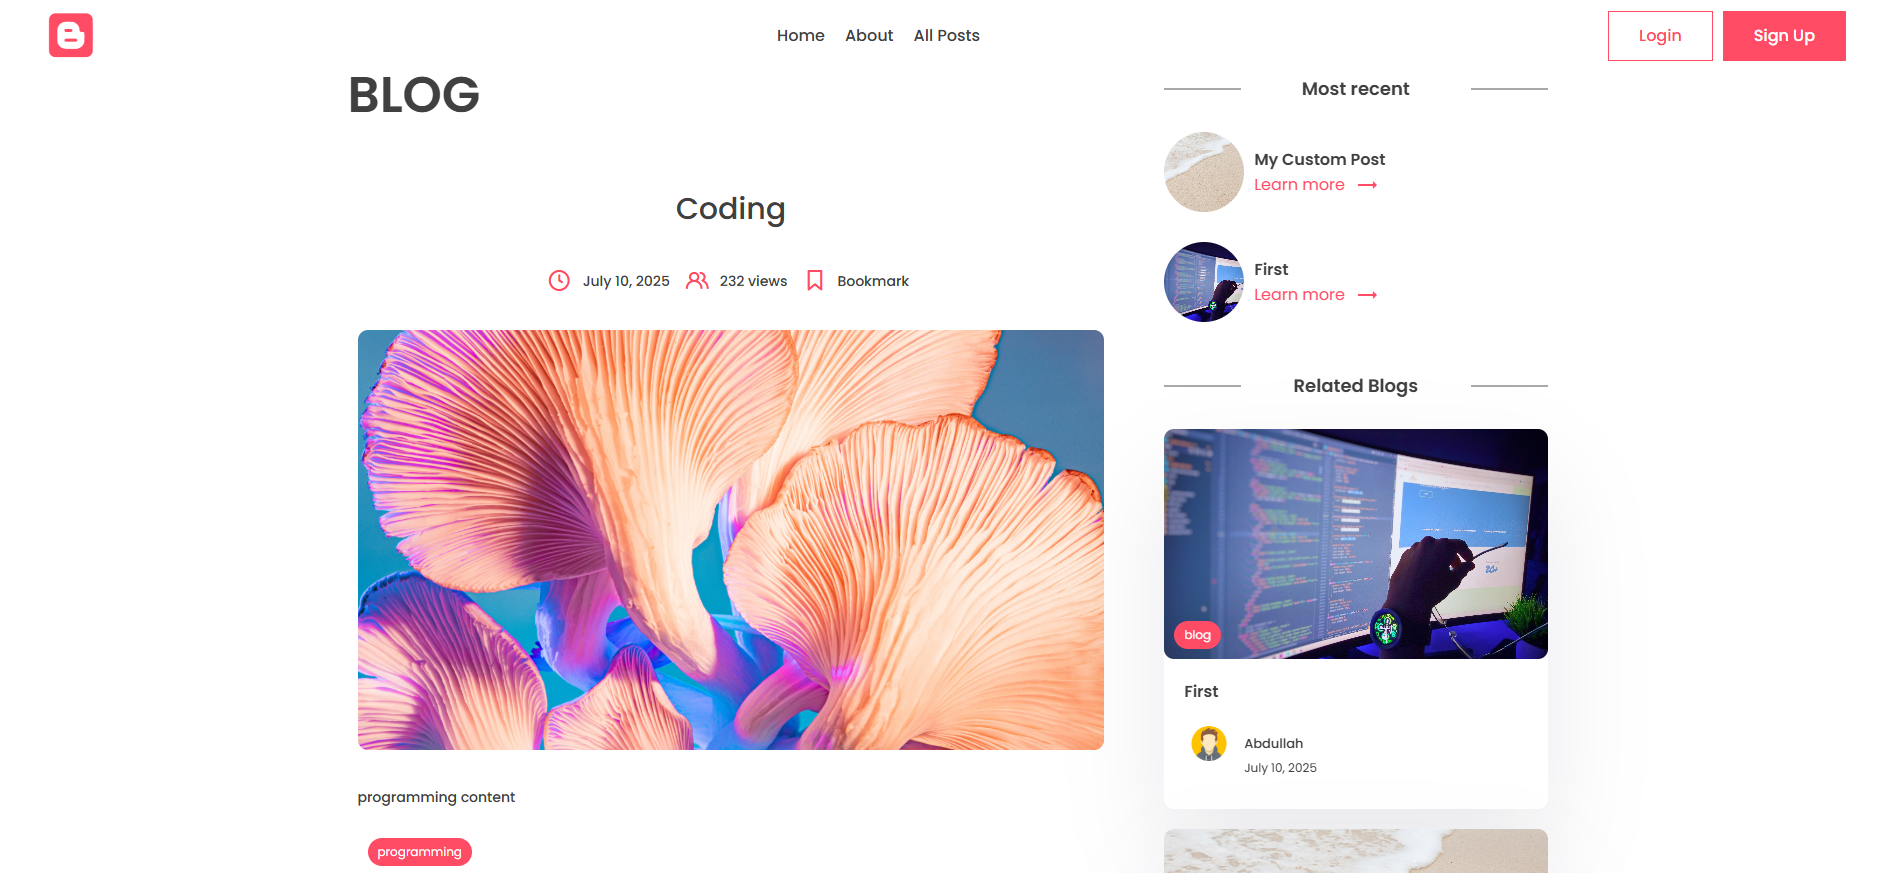 Home About All Posts
Login
Sign Up
BLOG
Coding
July 10, 2025 232 views Bookmark
programming content
programming
Most recent
My Custom Post
Learn more
First
Learn more
Related Blogs
blog
First
Abdullah
July 10, 2025